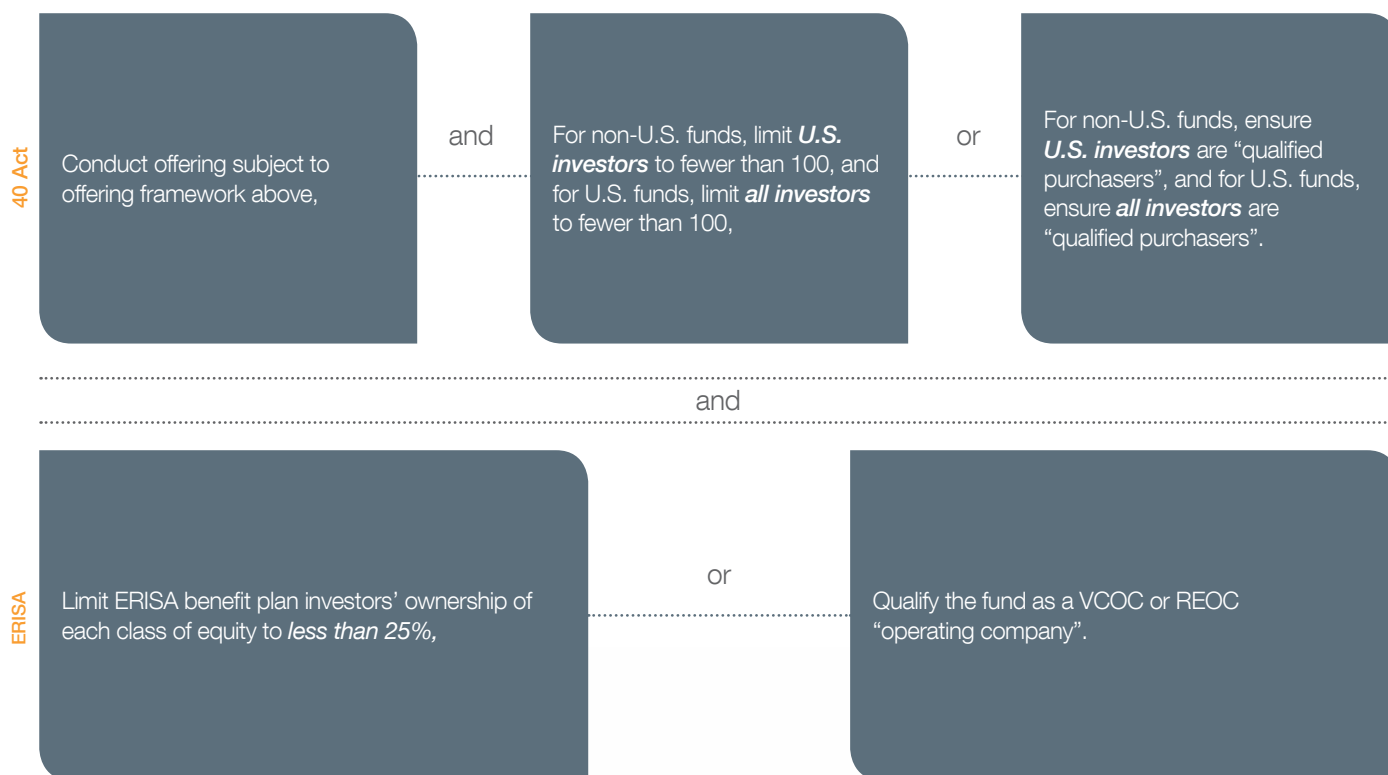 40 Act
Conduct offering subject to
offering framework above,
and
For non-U.S. funds, limit U.S.
investors to fewer than 100, and
for U.S. funds, limit all investors
to fewer than 100,
or
For non-U.S. funds, ensure
U.S. investors are “qualified
purchasers”, and for U.S. funds,
ensure all investors are
“qualified purchasers”.
and
ERISA
Limit ERISA benefit plan investors’ ownership of
each class of equity to less than 25%,
or
Qualify the fund as a VCOC or REOC
“operating company”.